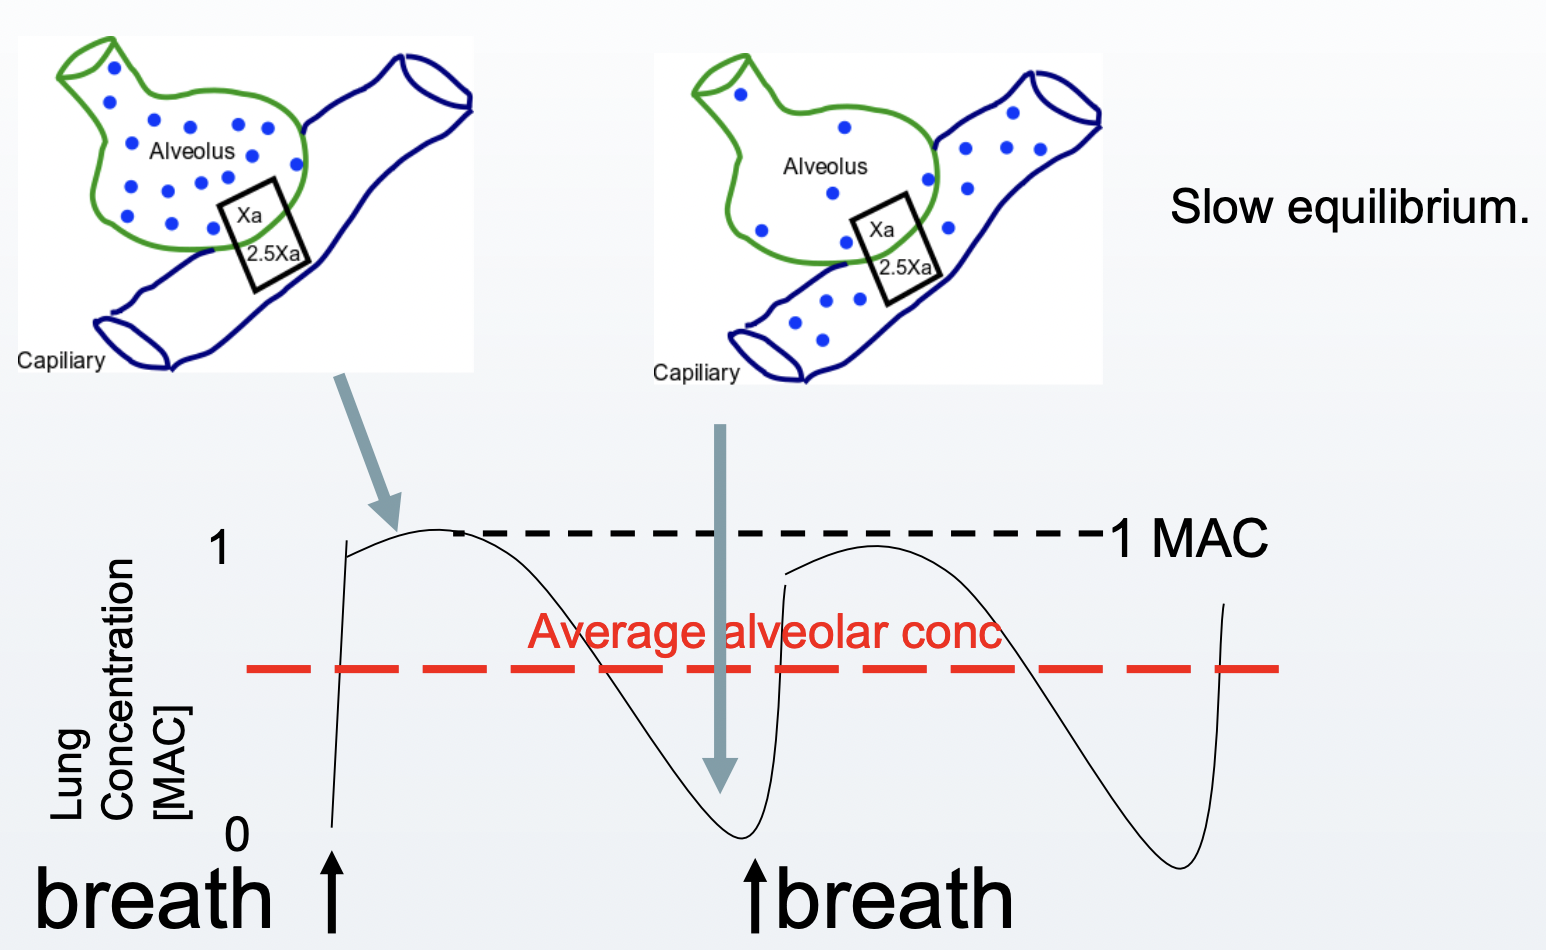 Alveolus
Xa
2.5Xa
Capiliary
Alveolus
Xa
2.5Xa
Capiliary
Slow equilibrium.
1
1 MAC
Average alveolar conc
Lung
Concentration
[MAC]
0
breath
breath